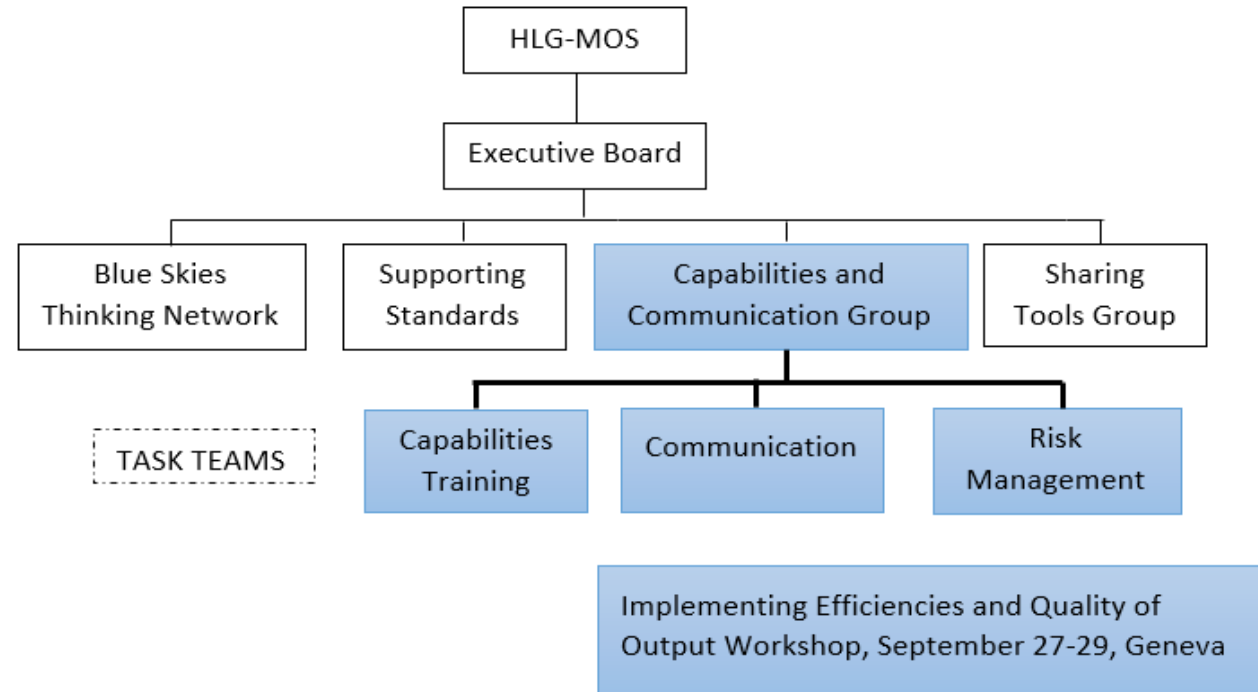 HLG-MOS
Executive Board
Blue Skies
Thinking Network
Supporting
Standards
Capabilities and
Communication Group
Sharing
Tools Group
TASK TEAMS
Capabilities
Training
Communication
Risk
Management
Implementing Efficiencies and Quality of
Output Workshop, September 27-29, Geneva